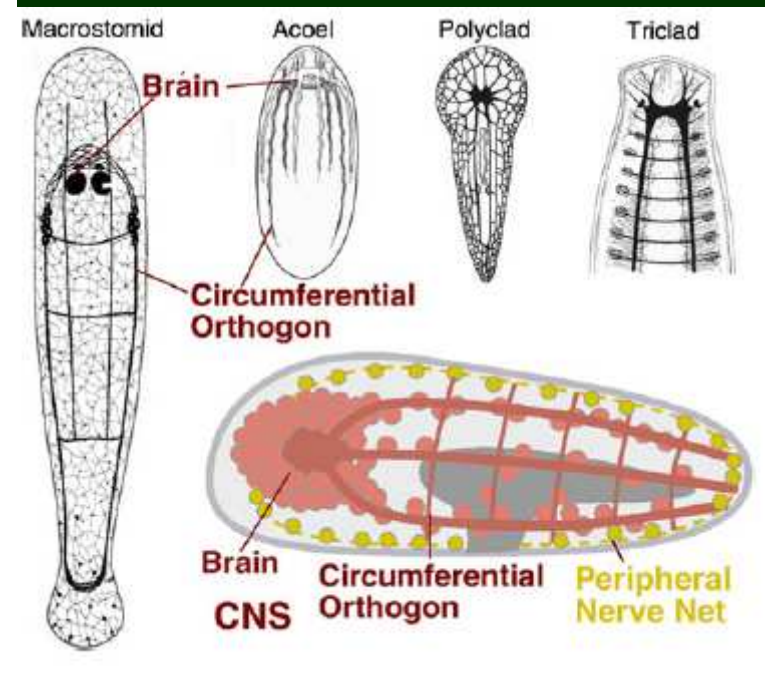 Macrostomid
Acoel
Polyclad
Triclad
Brain
Circumferential
Orthogon
Brain
CNS
Circumferential
Orthogon
Peripheral
Nerve Net